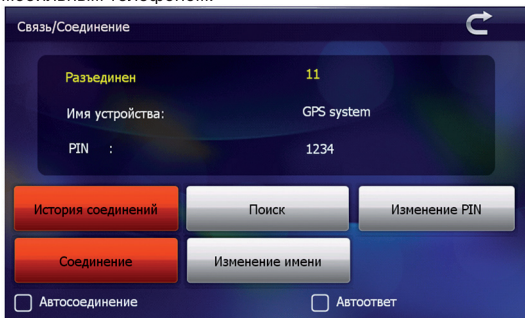 Связь/Соединение
Разъединен 11
Имя устройства: GPS system
PIN : 1234
История соединений Поиск Изменение PIN
Соединение Изменение имени
Автосоединение Автоответ